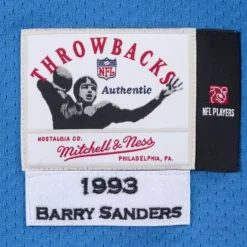 THROWBACKS
NFL
Authentic
NOSTALGIA CO.
Mitchell & Ness
PHILADELPHIA, PA.
NFL PLAYERS
1993
BARRY SANDERS